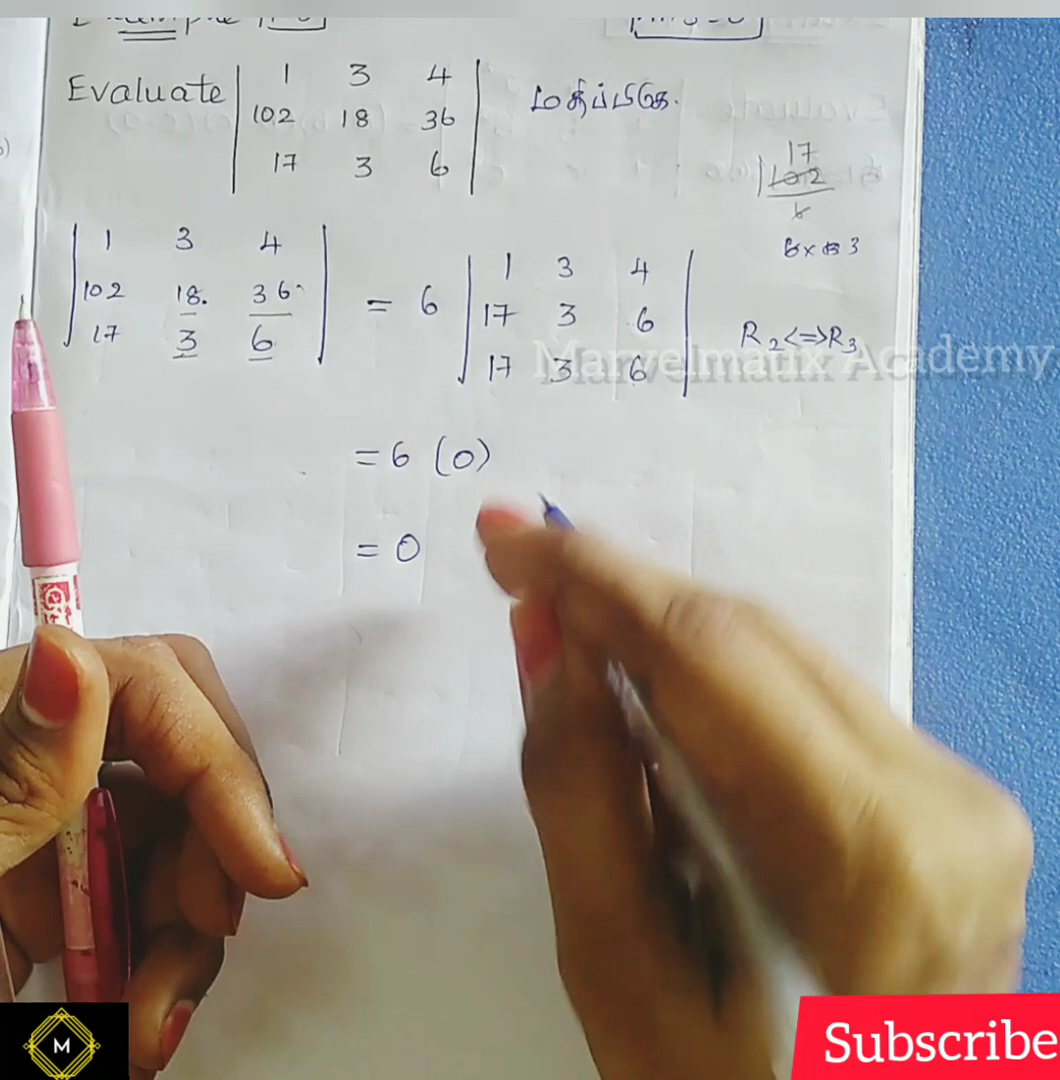 Evaluate | 1 3 4 | மதிப்பிடுக.
| 102 18 36 |
| 17 3 6 |
17
102
6
6 x 3
| 1 3 4 |
| 102 18. 36 |
| 17 3 6 |
= 6 | 1 3 4 |
| 17 3 6 |
| 17 3 6 |
R2<=>R3
Marvelmatix Academy
= 6 (0)
= 0
M
Subscribe